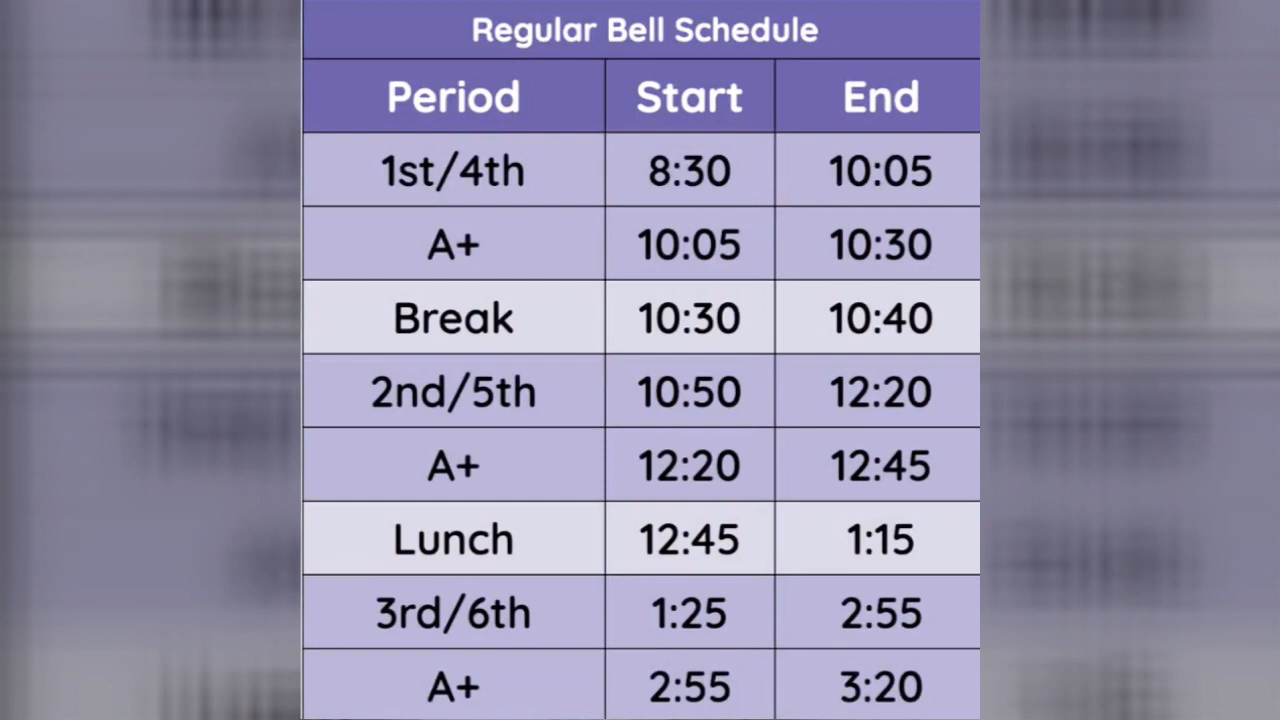 Regular Bell Schedule
Period Start End
1st/4th 8:30 10:05
A+ 10:05 10:30
Break 10:30 10:40
2nd/5th 10:50 12:20
A+ 12:20 12:45
Lunch 12:45 1:15
3rd/6th 1:25 2:55
A+ 2:55 3:20